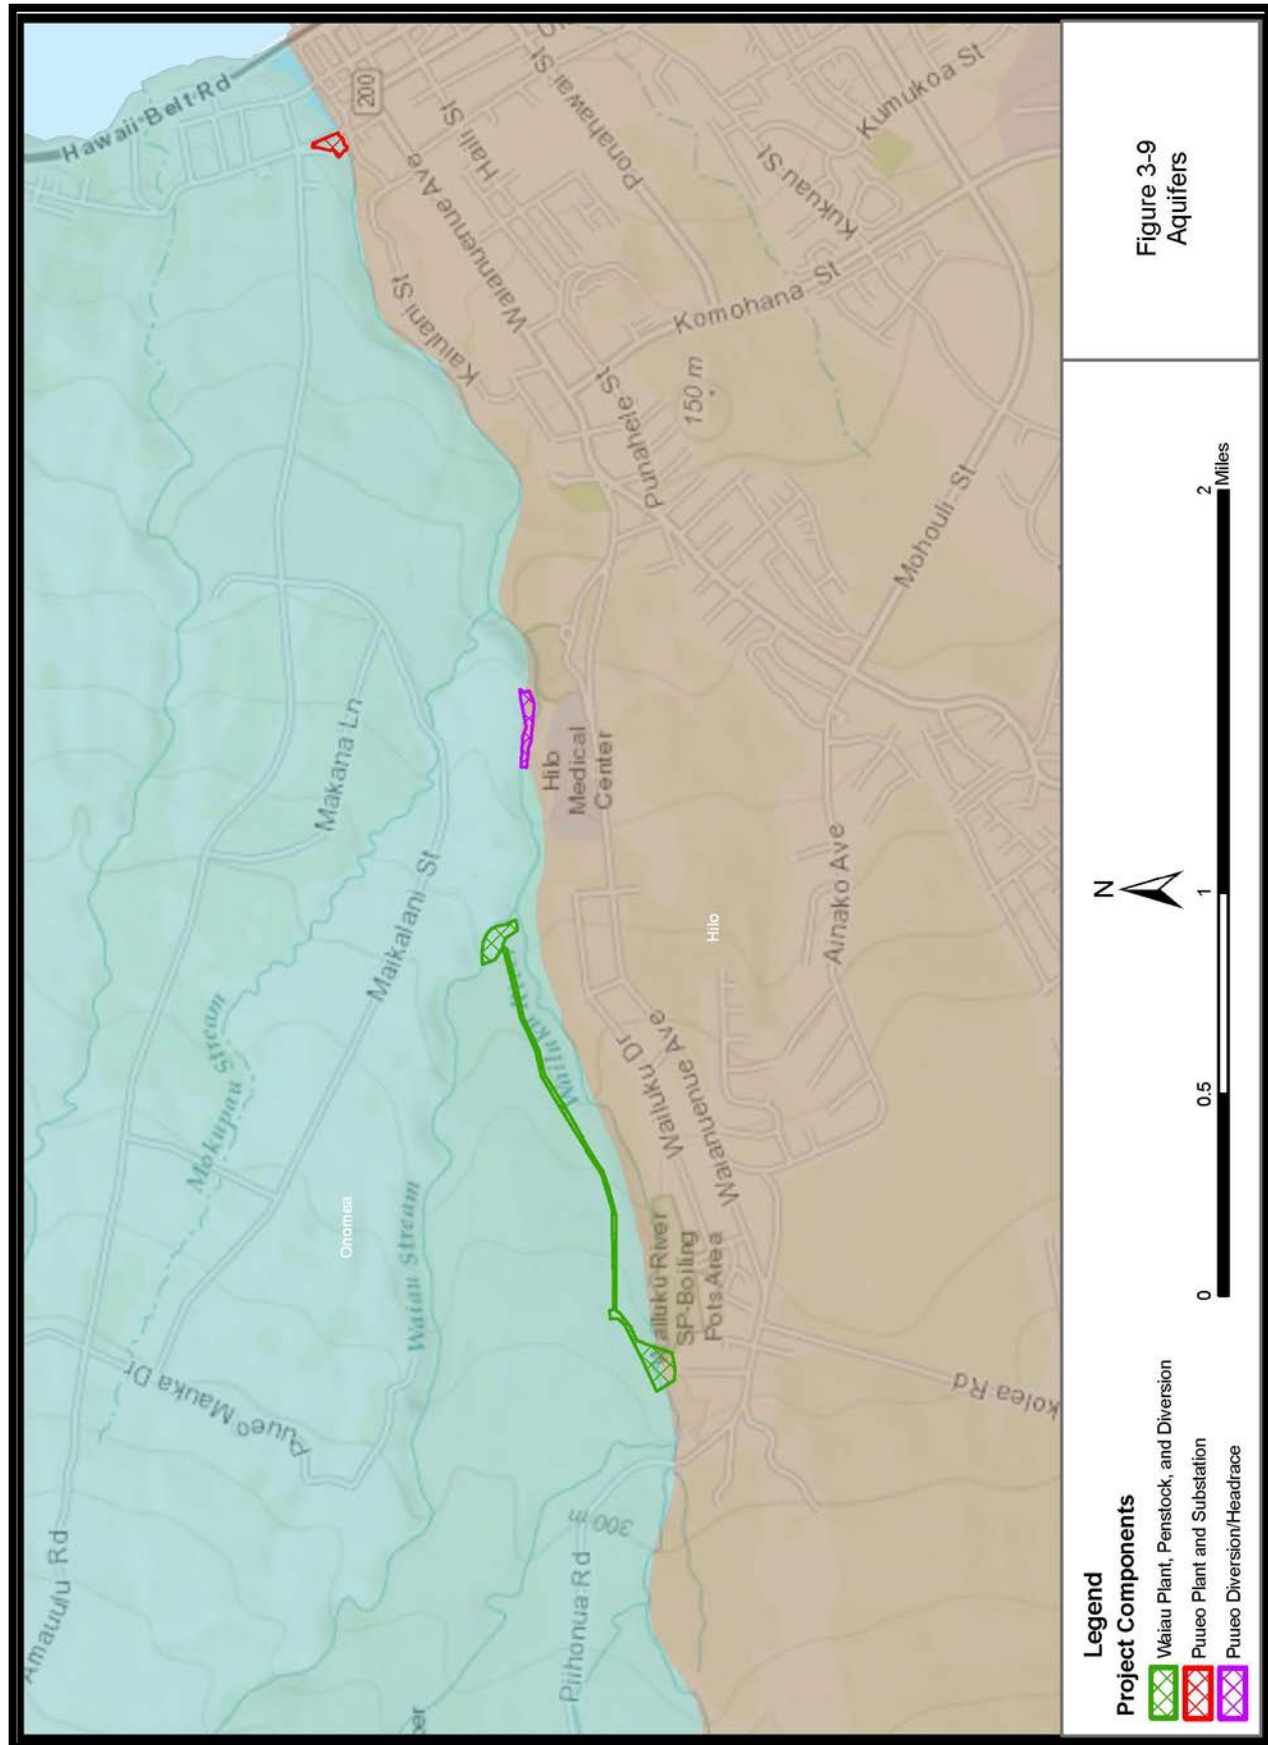 Hawaii Belt Rd
200
Haili St
Ponahawai St
Kumukoa St
Kukuau St
Waianuenue Ave
Kaiulani St
Komohana St
Punahele St
150 m
Mohouli St
Makana Ln
Maikalani St
Hilo
Medical
Center
Ainako Ave
Hilo
Mokupau Stream
Wailuku Dr
Waianuenue Ave
Onomea
Waiau Stream
SP-Boiling
Pots Area
Puueo Mauka Dr
Amauulu Rd
300 m
Piihonua Rd
Figure 3-9
Aquifers
N
0
0.5
1
2
Miles
Legend
Project Components
Waiau Plant, Penstock, and Diversion
Puueo Plant and Substation
Puueo Diversion/Headrace